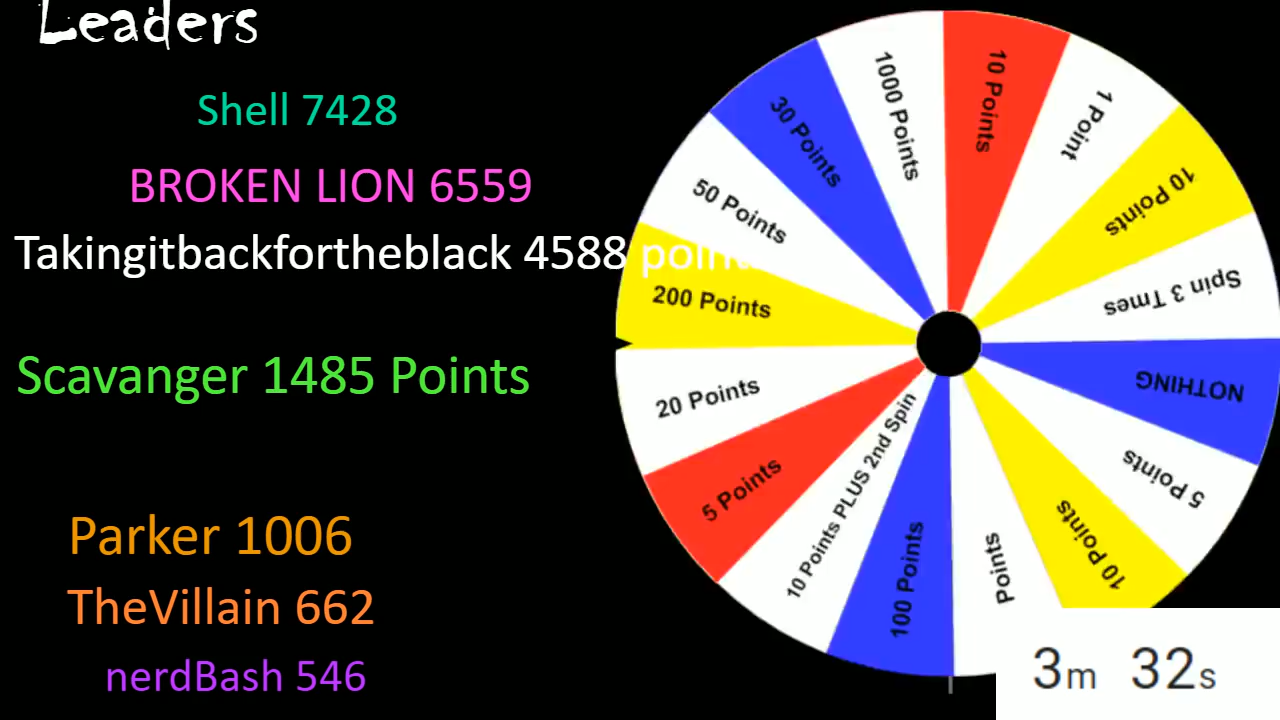 Leaders
Shell 7428
BROKEN LION 6559
Takingitbackfortheblack 4588 points
Scavanger 1485 Points
Parker 1006
TheVillain 662
nerdBash 546
1000 Points
10 Points
1 Point
10 Points
Spin 3 Tmes
NOTHING
5 Points
10 Points
Points
100 Points
10 Points PLUS 2nd Spin
5 Points
20 Points
200 Points
50 Points
30 Points
3m 32s